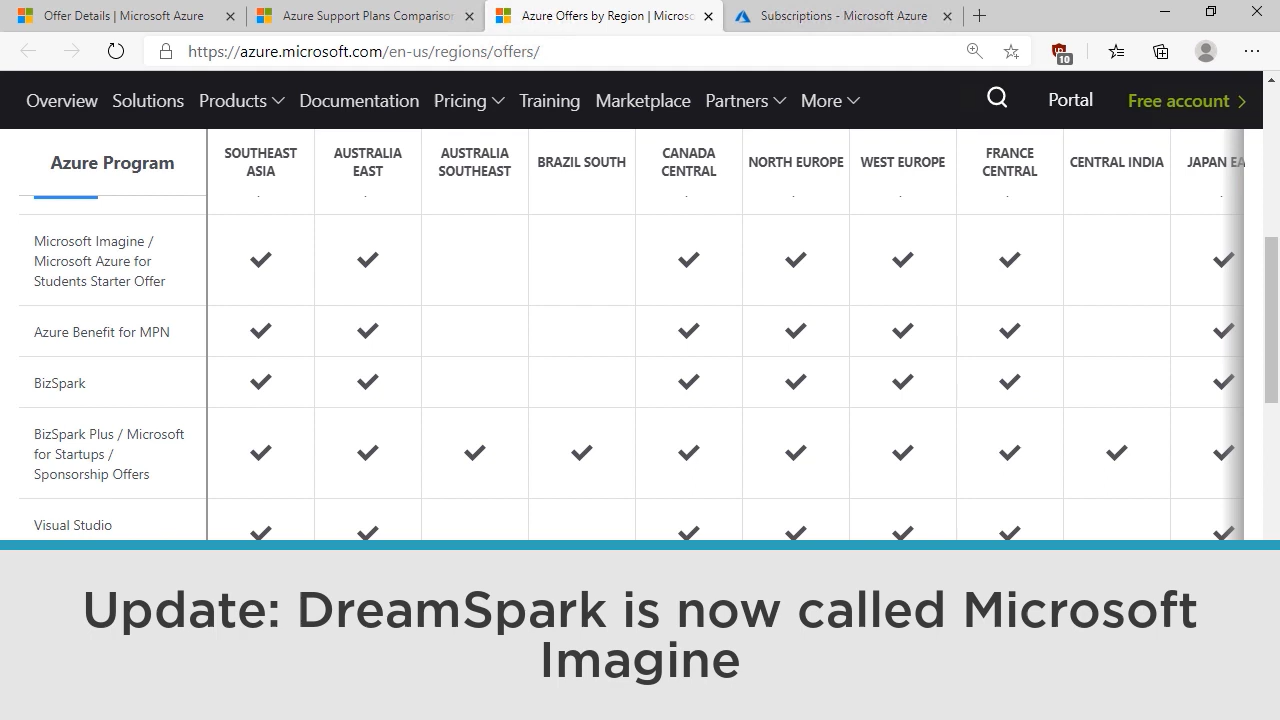 Offer Details | Microsoft Azure
Azure Support Plans Comparison
Azure Offers by Region | Microso
Subscriptions - Microsoft Azure
https://azure.microsoft.com/en-us/regions/offers/
10
Overview Solutions Products Documentation Pricing Training Marketplace Partners More Portal Free account
Azure Program
SOUTHEAST
ASIA
AUSTRALIA
EAST
AUSTRALIA
SOUTHEAST
BRAZIL SOUTH
CANADA
CENTRAL
NORTH EUROPE
WEST EUROPE
FRANCE
CENTRAL
CENTRAL INDIA
JAPAN EA
Microsoft Imagine /
Microsoft Azure for
Students Starter Offer
Azure Benefit for MPN
BizSpark
BizSpark Plus / Microsoft
for Startups /
Sponsorship Offers
Visual Studio
Update: DreamSpark is now called Microsoft
Imagine